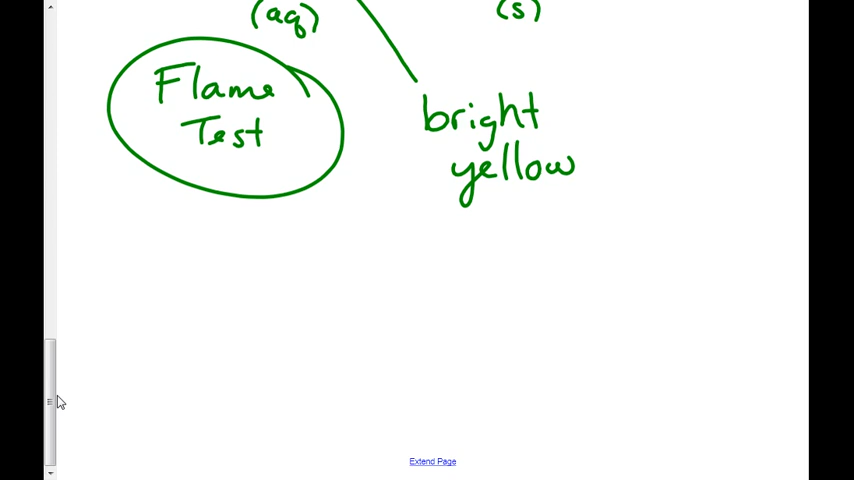 (aq)
(s)
Flame
Test
bright
yellow
Extend Page